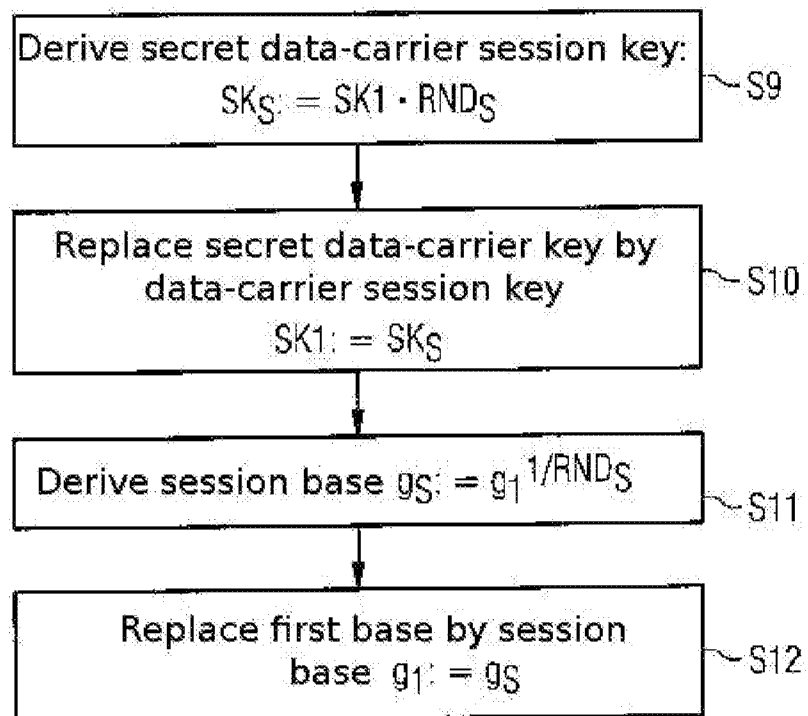 Derive secret data-carrier session key:
SKS: = SK1 · RNDS
S9
Replace secret data-carrier key by
data-carrier session key
SK1: = SKS
S10
Derive session base gS: = g1^1/RNDS
S11
Replace first base by session
base g1: = gS
S12